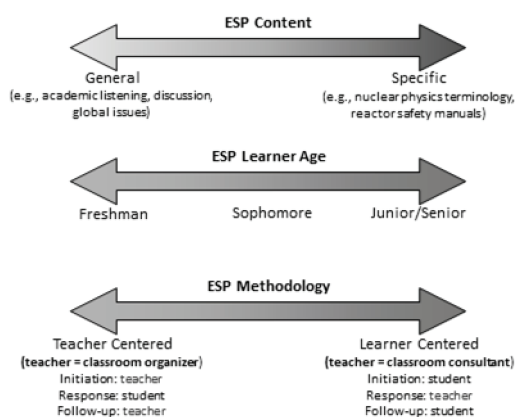 ESP Content
General Specific
(e.g., academic listening, discussion, (e.g., nuclear physics terminology,
global issues) reactor safety manuals)
ESP Learner Age
Freshman Sophomore Junior/Senior
ESP Methodology
Teacher Centered Learner Centered
(teacher = classroom organizer) (teacher = classroom consultant)
Initiation: teacher Initiation: student
Response: student Response: teacher
Follow-up: teacher Follow-up: student